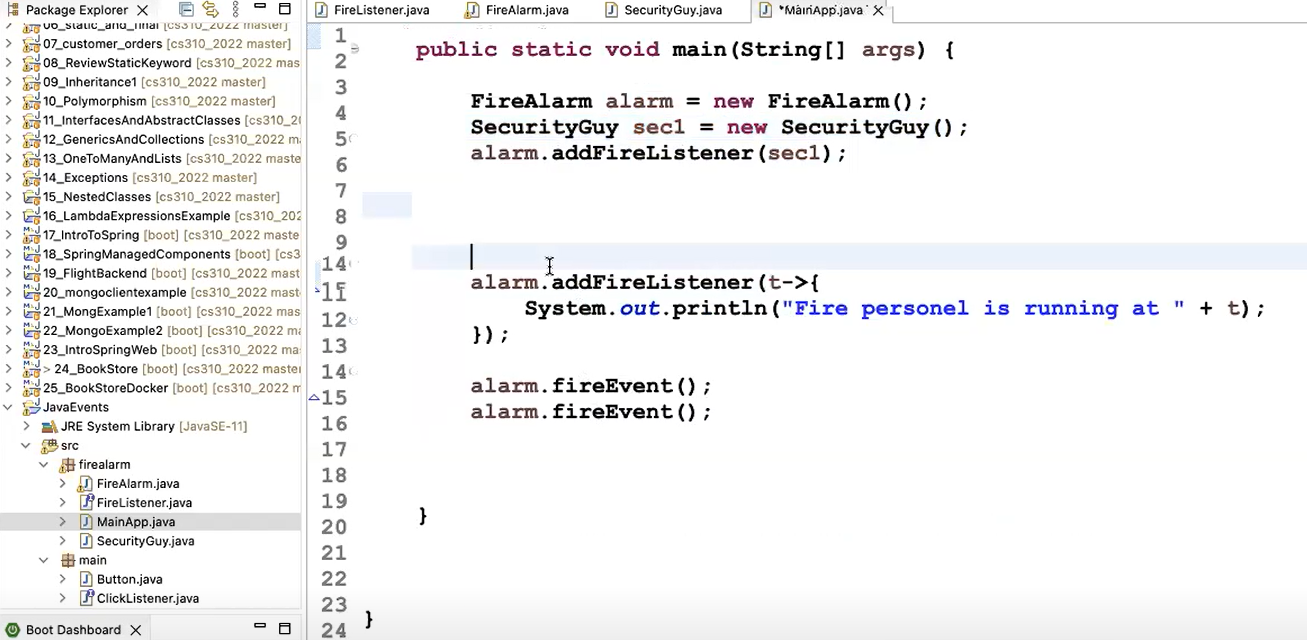 Package Explorer
06_static_and_final [cs310_2022 master]
07_customer_orders [cs310_2022 master]
08_ReviewStaticKeyword [cs310_2022 mas
09_Inheritance1 [cs310_2022 master]
10_Polymorphism [cs310_2022 master]
11_InterfacesAndAbstractClasses [cs310_20
12_GenericsAndCollections [cs310_2022 ma
13_OneToManyAndLists [cs310_2022 master]
14_Exceptions [cs310_2022 master]
15_NestedClasses [cs310_2022 master]
16_LambdaExpressionsExample [cs310_202
17_IntroToSpring [boot] [cs310_2022 master]
18_SpringManagedComponents [boot] [cs3
19_FlightBackend [boot] [cs310_2022 master]
20_mongoclientexample [cs310_2022 master]
21_MongExample1 [cs310_2022 master]
22_MongoExample2 [cs310_2022 master]
23_IntroSpringWeb [boot] [cs310_2022 ma
> 24_BookStore [boot] [cs310_2022 master
25_BookStoreDocker [boot] [cs310_2022 m
JavaEvents
JRE System Library [JavaSE-11]
src
firealarm
FireAlarm.java
FireListener.java
MainApp.java
SecurityGuy.java
main
Button.java
ClickListener.java
Boot Dashboard
FireListener.java FireAlarm.java SecurityGuy.java *MainApp.java
1
2 public static void main(String[] args) {
3
4 FireAlarm alarm = new FireAlarm();
5 SecurityGuy sec1 = new SecurityGuy();
6 alarm.addFireListener(sec1);
7
8
9
14
11 alarm.addFireListener(t->{
12 System.out.println("Fire personel is running at " + t);
13 });
14
15 alarm.fireEvent();
16 alarm.fireEvent();
17
18
19
20 }
21
22
23
24 }